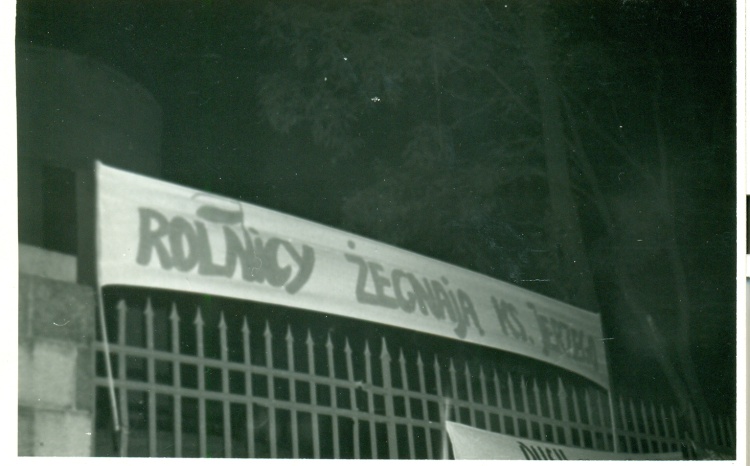 ROLNICY ŻEGNAJĄ KS. JERZEGO